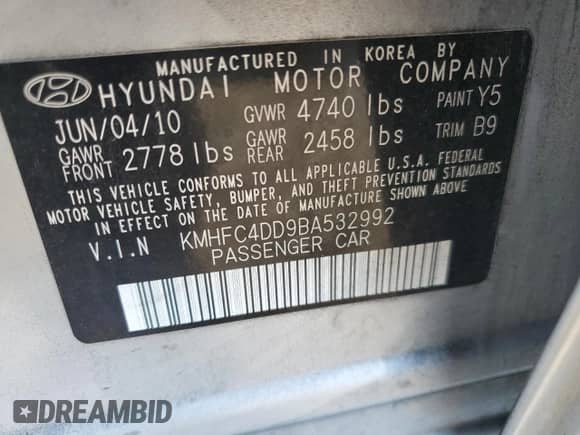 MANUFACTURED IN KOREA BY
HYUNDAI MOTOR COMPANY
JUN/04/10 GVWR 4740 lbs PAINT Y5
GAWR FRONT 2778 lbs GAWR REAR 2458 lbs TRIM B9
THIS VEHICLE CONFORMS TO ALL APPLICABLE U.S.A. FEDERAL
MOTOR VEHICLE SAFETY, BUMPER, AND THEFT PREVENTION STANDARDS
IN EFFECT ON THE DATE OF MANUFACTURE SHOWN ABOVE
V.I.N KMHFC4DD9BA532992
PASSENGER CAR
DREAMBID